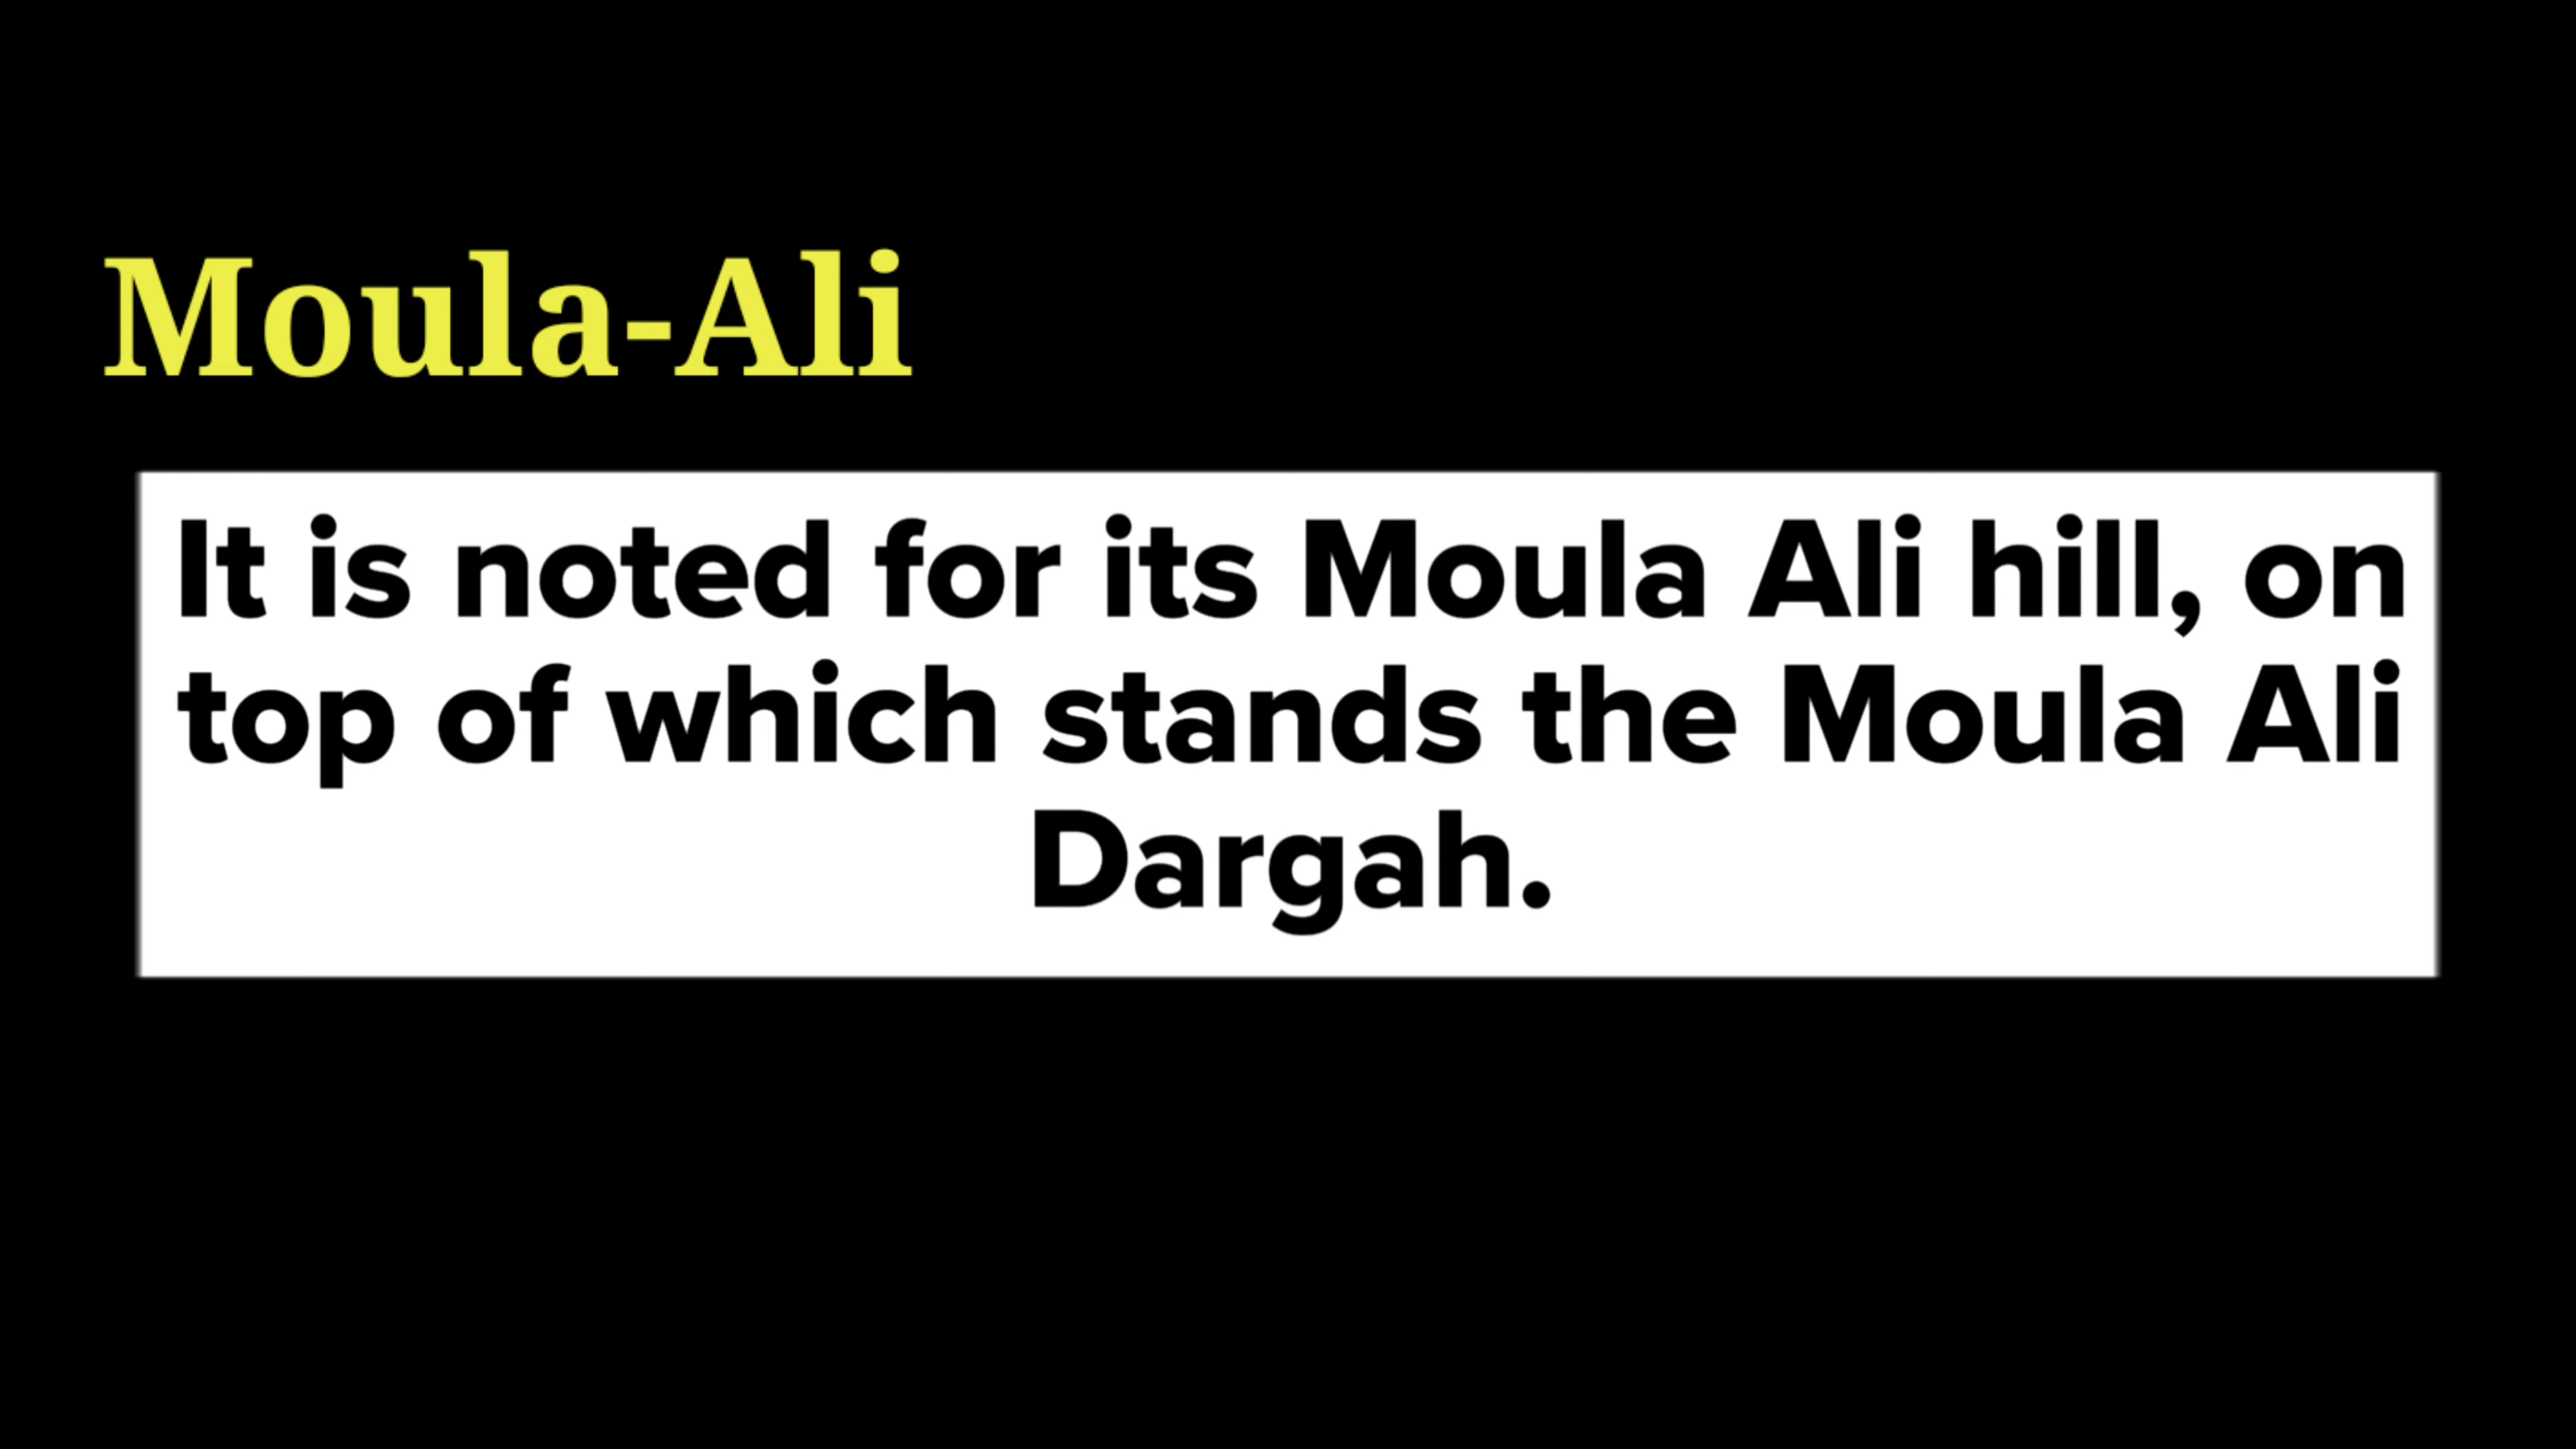 Moula-Ali
It is noted for its Moula Ali hill, on
top of which stands the Moula Ali
Dargah.